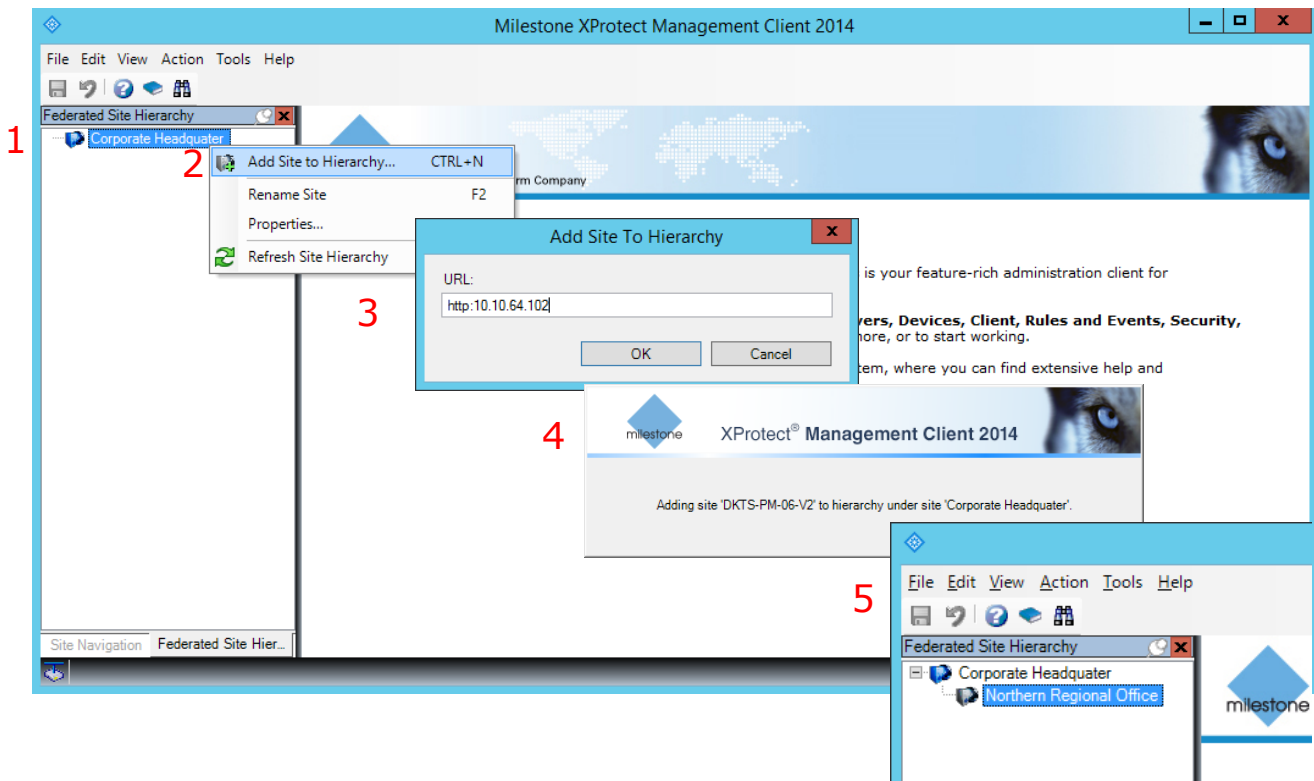 Milestone XProtect Management Client 2014
File Edit View Action Tools Help
Federated Site Hierarchy
1
Corporate Headquater
2
Add Site to Hierarchy... CTRL+N
Rename Site F2
Properties...
Refresh Site Hierarchy
rm Company
3
Add Site To Hierarchy
URL:
http:10.10.64.102
OK Cancel
is your feature-rich administration client for
vers, Devices, Client, Rules and Events, Security,
more, or to start working.
tem, where you can find extensive help and
4
milestone XProtect® Management Client 2014
Adding site 'DKTS-PM-06-V2' to hierarchy under site 'Corporate Headquater'.
5
File Edit View Action Tools Help
Federated Site Hierarchy
Corporate Headquater
Northern Regional Office
milestone
Site Navigation Federated Site Hier...